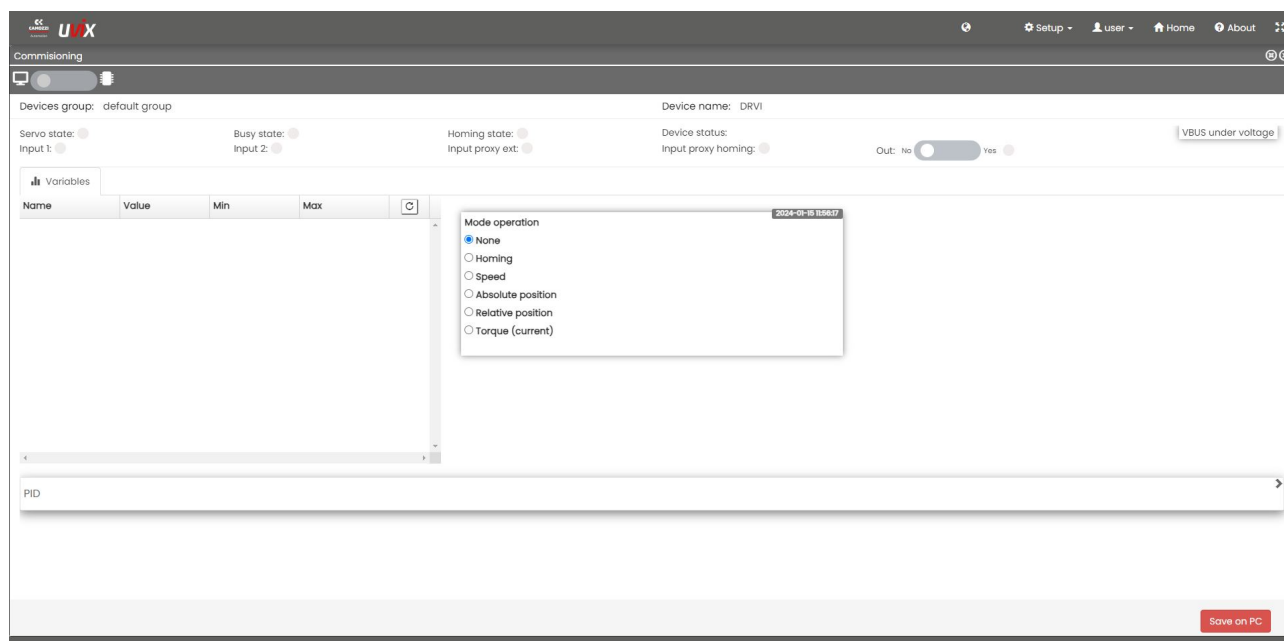 CAMOZZI
UVIX
Setup
user
Home
About
Commisioning
Devices group: default group
Device name: DRVI
Servo state:
Busy state:
Homing state:
Device status:
VBUS under voltage
Input 1:
Input 2:
Input proxy ext:
Input proxy homing:
Out: No Yes
Variables
Name Value Min Max
2024-01-15 11:56:17
Mode operation
None
Homing
Speed
Absolute position
Relative position
Torque (current)
PID
Save on PC